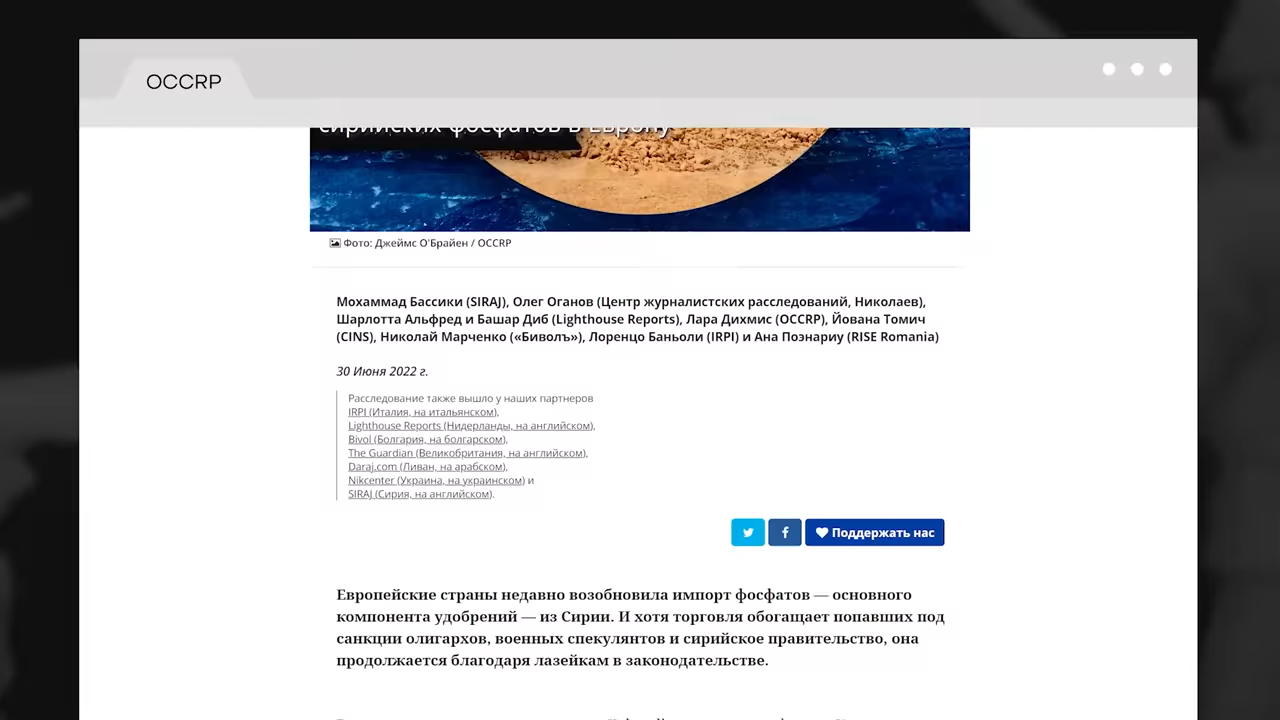 OCCRP
сирийских фосфатов в Европу
Фото: Джеймс О'Брайен / OCCRP
Мохаммад Бассики (SIRAJ), Олег Оганов (Центр журналистских расследований, Николаев),
Шарлотта Альфред и Башар Диб (Lighthouse Reports), Лара Дихмис (OCCRP), Йована Томич
(CINS), Николай Марченко («Биволъ»), Лоренцо Баньоли (IRPI) и Ана Поэнариу (RISE Romania)
30 Июня 2022 г.
Расследование также вышло у наших партнеров
IRPI (Италия, на итальянском),
Lighthouse Reports (Нидерланды, на английском),
Bivol (Болгария, на болгарском),
The Guardian (Великобритания, на английском),
Daraj.com (Ливан, на арабском),
Nikcenter (Украина, на украинском) и
SIRAJ (Сирия, на английском).
Поддержать нас
Европейские страны недавно возобновила импорт фосфатов — основного
компонента удобрений — из Сирии. И хотя торговля обогащает попавших под
санкции олигархов, военных спекулянтов и сирийское правительство, она
продолжается благодаря лазейкам в законодательстве.